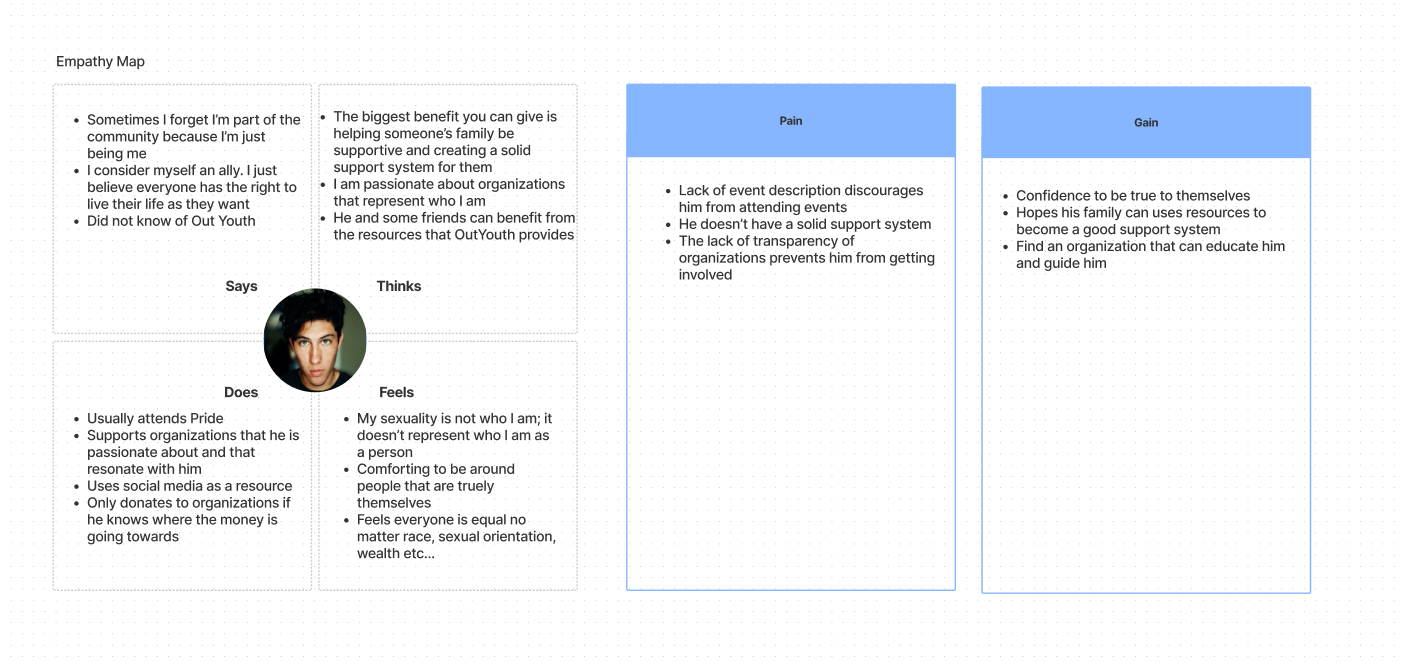 Empathy Map
• Sometimes I forget I'm part of the
community because I'm just
being me
• I consider myself an ally. I just
believe everyone has the right to
live their life as they want
• Did not know of Out Youth
Says
• The biggest benefit you can give is
helping someone's family be
supportive and creating a solid
support system for them
• I am passionate about organizations
that represent who I am
• He and some friends can benefit from
the resources that OutYouth provides
Thinks
Does
• Usually attends Pride
• Supports organizations that he is
passionate about and that
resonate with him
• Uses social media as a resource
• Only donates to organizations if
he knows where the money is
going towards
Feels
• My sexuality is not who I am; it
doesn't represent who I am as
a person
• Comforting to be around
people that are truely
themselves
• Feels everyone is equal no
matter race, sexual orientation,
wealth etc...
Pain
• Lack of event description discourages
him from attending events
• He doesn't have a solid support system
• The lack of transparency of
organizations prevents him from getting
involved
Gain
• Confidence to be true to themselves
• Hopes his family can uses resources to
become a good support system
• Find an organization that can educate him
and guide him